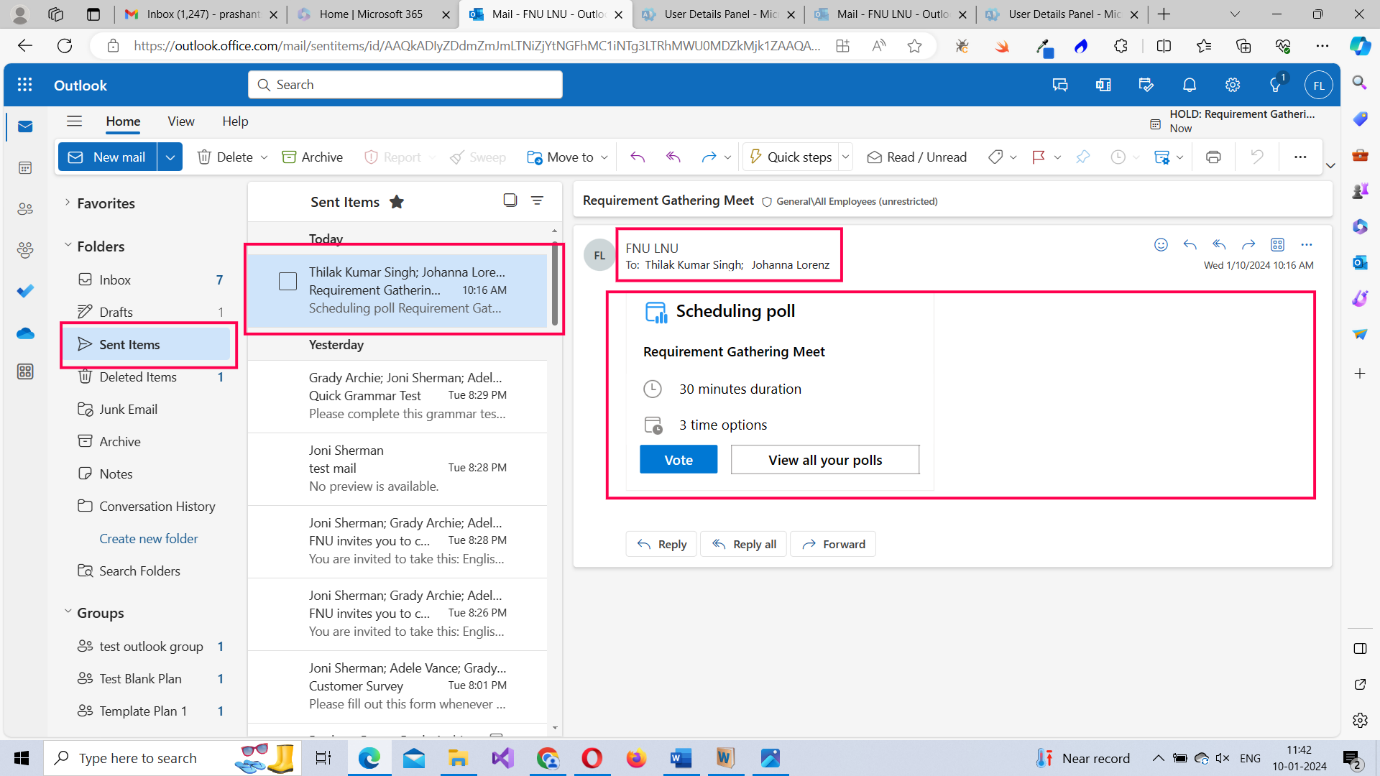 Inbox (1,247) - prashant
Home | Microsoft 365
Mail - FNU LNU - Outlo
User Details Panel - Mic
Mail - FNU LNU - Outlo
User Details Panel - Mic
https://outlook.office.com/mail/sentitems/id/AAQkADIyZDdmZmJmLTNiZjYtNGFhMC1iNTg3LTRhMWU0MDZkMjk1ZAAQA...
Outlook
Search
1
FL
Home View Help
HOLD: Requirement Gatheri...
Now
New mail Delete Archive Report Sweep Move to Quick steps Read / Unread
Favorites
Folders
Inbox 7
Drafts 1
Sent Items
Deleted Items 1
Junk Email
Archive
Notes
Conversation History
Create new folder
Search Folders
Groups
test outlook group 1
Test Blank Plan 1
Template Plan 1 1
Sent Items
Today
Thilak Kumar Singh; Johanna Lore...
Requirement Gatherin... 10:16 AM
Scheduling poll Requirement Gat...
Yesterday
Grady Archie; Joni Sherman; Adel...
Quick Grammar Test Tue 8:29 PM
Please complete this grammar tes...
Joni Sherman
test mail Tue 8:28 PM
No preview is available.
Joni Sherman; Grady Archie; Adel...
FNU invites you to c... Tue 8:28 PM
You are invited to take this: Englis...
Joni Sherman; Grady Archie; Adel...
FNU invites you to c... Tue 8:26 PM
You are invited to take this: Englis...
Joni Sherman; Adele Vance; Grady...
Customer Survey Tue 8:01 PM
Please fill out this form whenever ...
Requirement Gathering Meet General\All Employees (unrestricted)
FL
FNU LNU
To: Thilak Kumar Singh; Johanna Lorenz
Wed 1/10/2024 10:16 AM
Scheduling poll
Requirement Gathering Meet
30 minutes duration
3 time options
Vote View all your polls
Reply Reply all Forward
Type here to search
Near record
ENG
11:42
10-01-2024
2